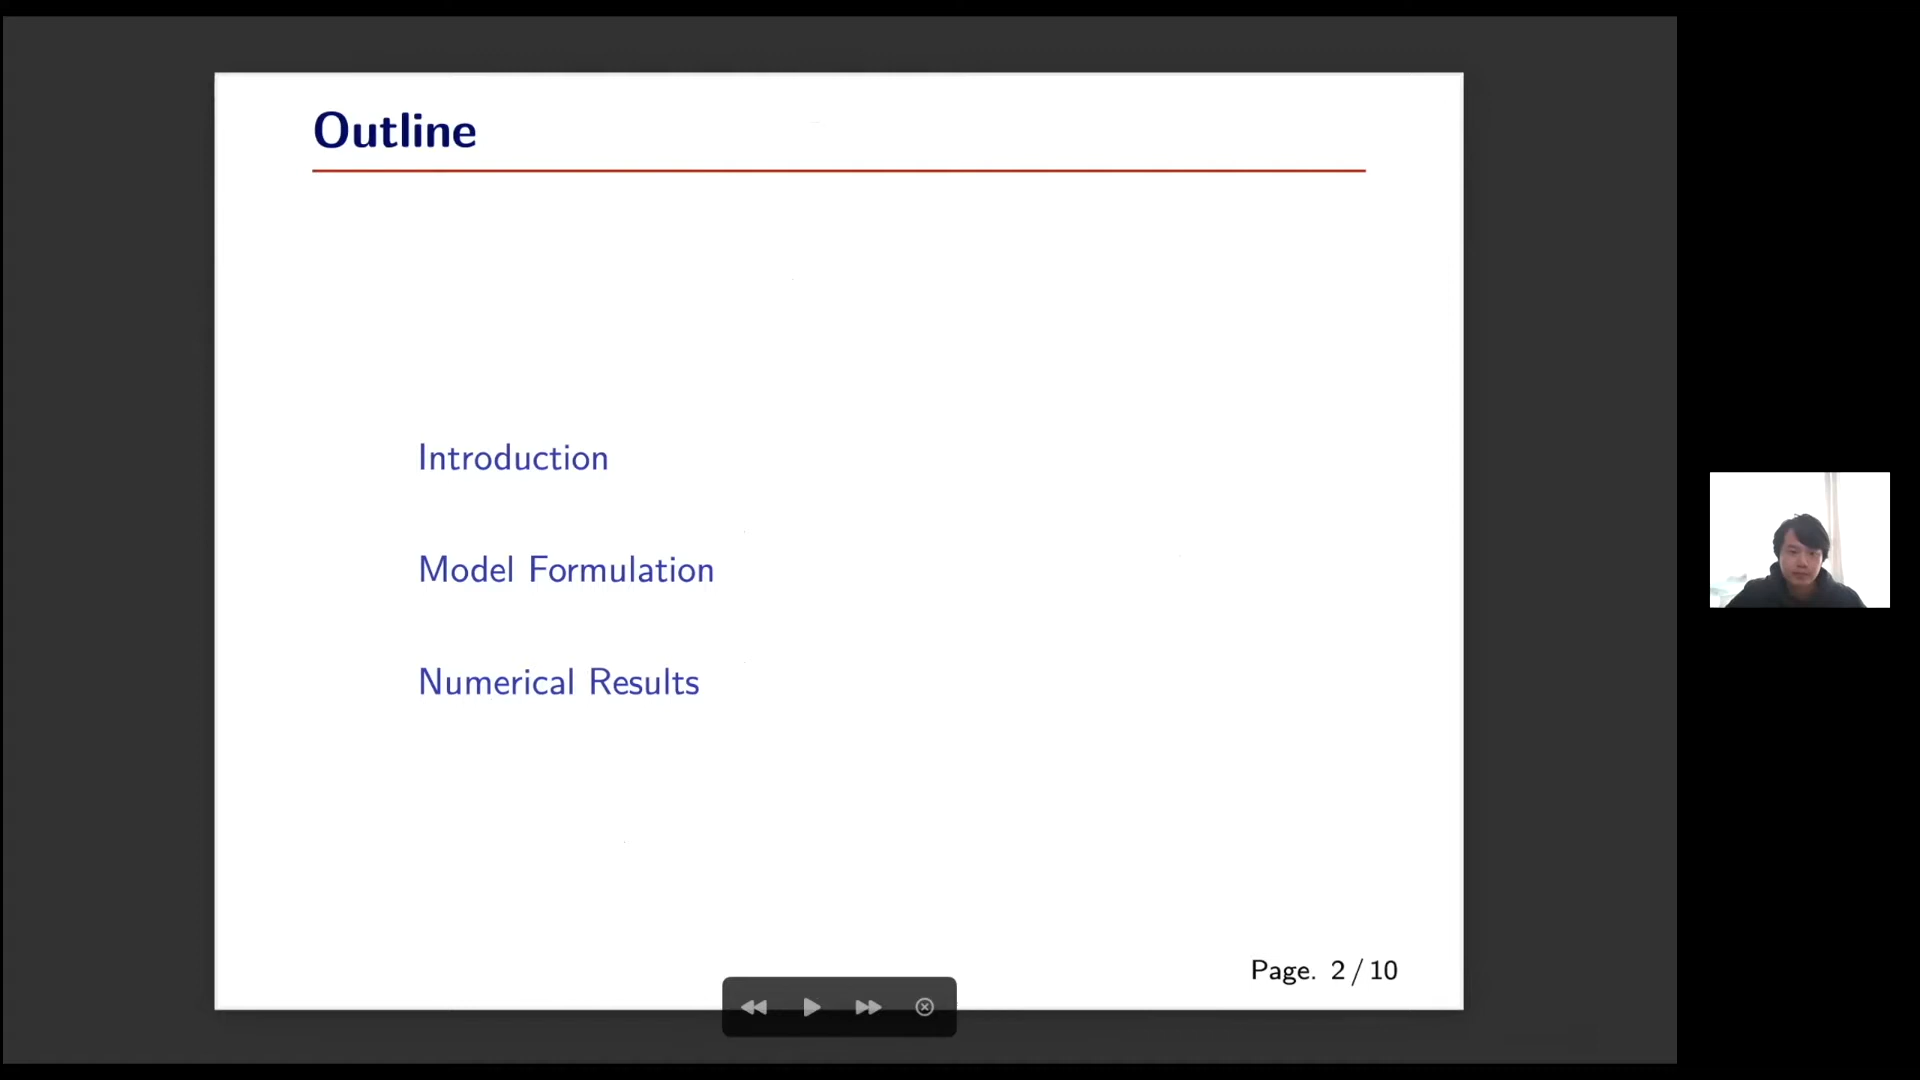 Outline
Introduction
Model Formulation
Numerical Results
Page. 2 / 10